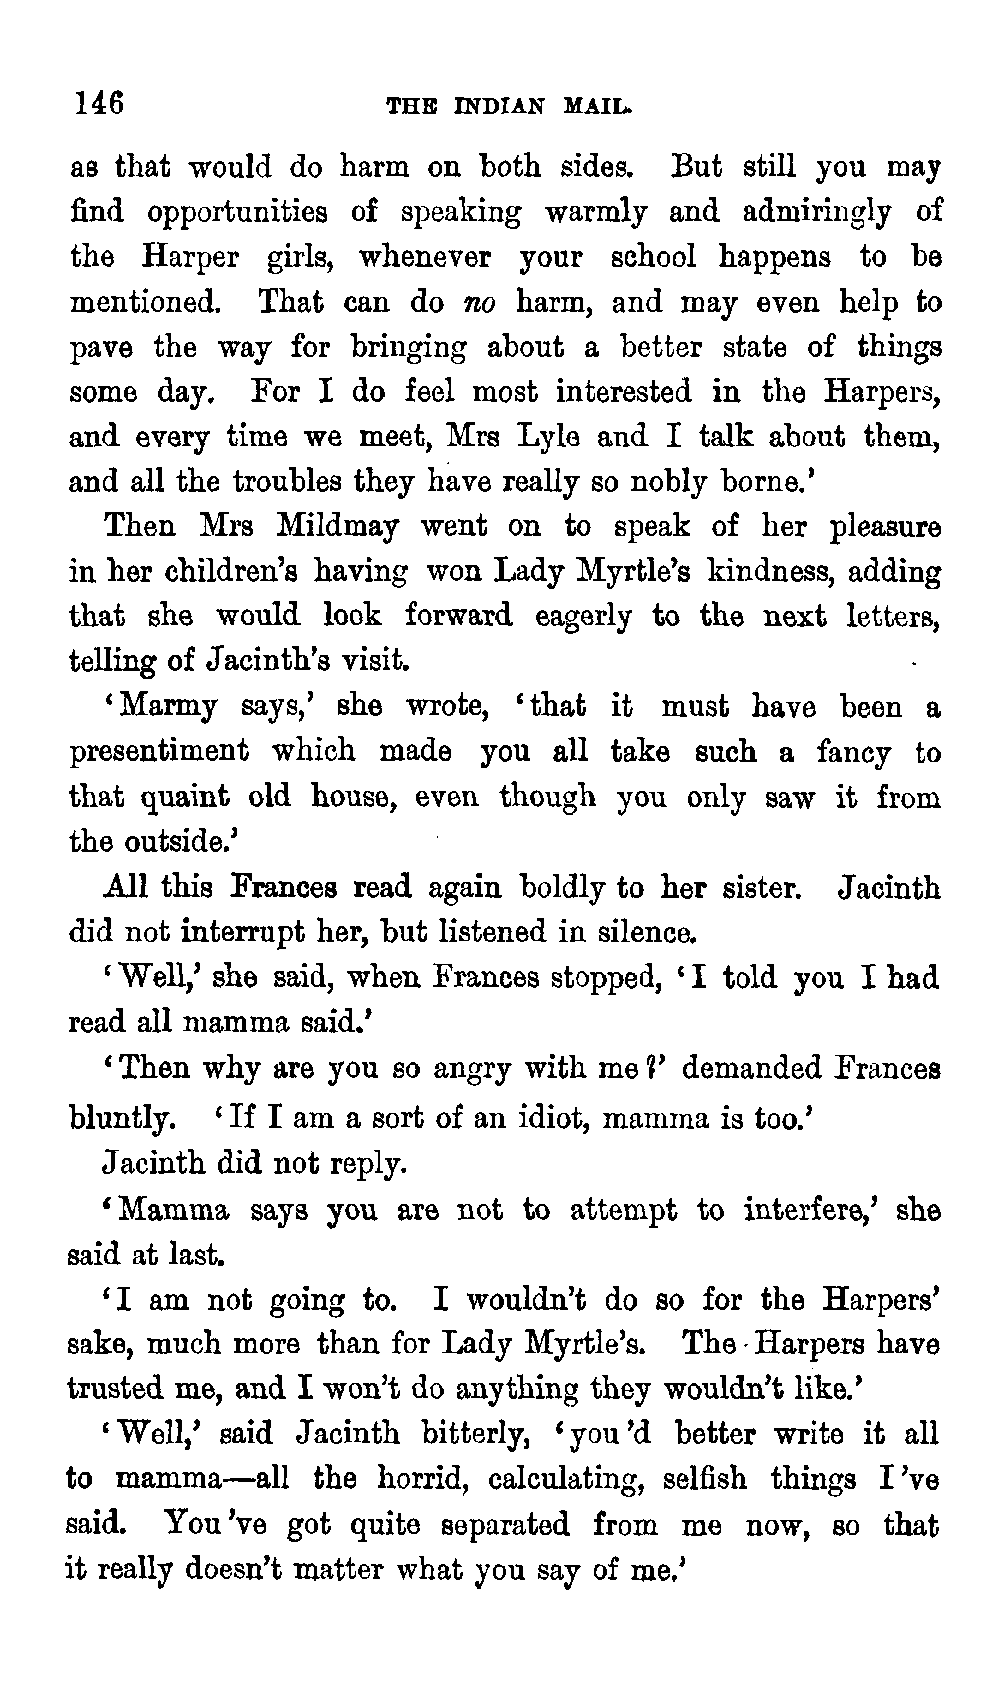 146 THE INDIAN MAIL.
as that would do harm on both sides. But still you may
find opportunities of speaking warmly and admiringly of
the Harper girls, whenever your school happens to be
mentioned. That can do no harm, and may even help to
pave the way for bringing about a better state of things
some day. For I do feel most interested in the Harpers,
and every time we meet, Mrs Lyle and I talk about them,
and all the troubles they have really so nobly borne.’
Then Mrs Mildmay went on to speak of her pleasure
in her children’s having won Lady Myrtle’s kindness, adding
that she would look forward eagerly to the next letters,
telling of Jacinth’s visit.
‘Marmy says,’ she wrote, ‘that it must have been a
presentiment which made you all take such a fancy to
that quaint old house, even though you only saw it from
the outside.’
All this Frances read again boldly to her sister. Jacinth
did not interrupt her, but listened in silence.
‘Well,’ she said, when Frances stopped, ‘I told you I had
read all mamma said.’
‘Then why are you so angry with me?’ demanded Frances
bluntly. ‘If I am a sort of an idiot, mamma is too.’
Jacinth did not reply.
‘Mamma says you are not to attempt to interfere,’ she
said at last.
‘I am not going to. I wouldn’t do so for the Harpers’
sake, much more than for Lady Myrtle’s. The Harpers have
trusted me, and I won’t do anything they wouldn’t like.’
‘Well,’ said Jacinth bitterly, ‘you’d better write it all
to mamma—all the horrid, calculating, selfish things I’ve
said. You’ve got quite separated from me now, so that
it really doesn’t matter what you say of me.’